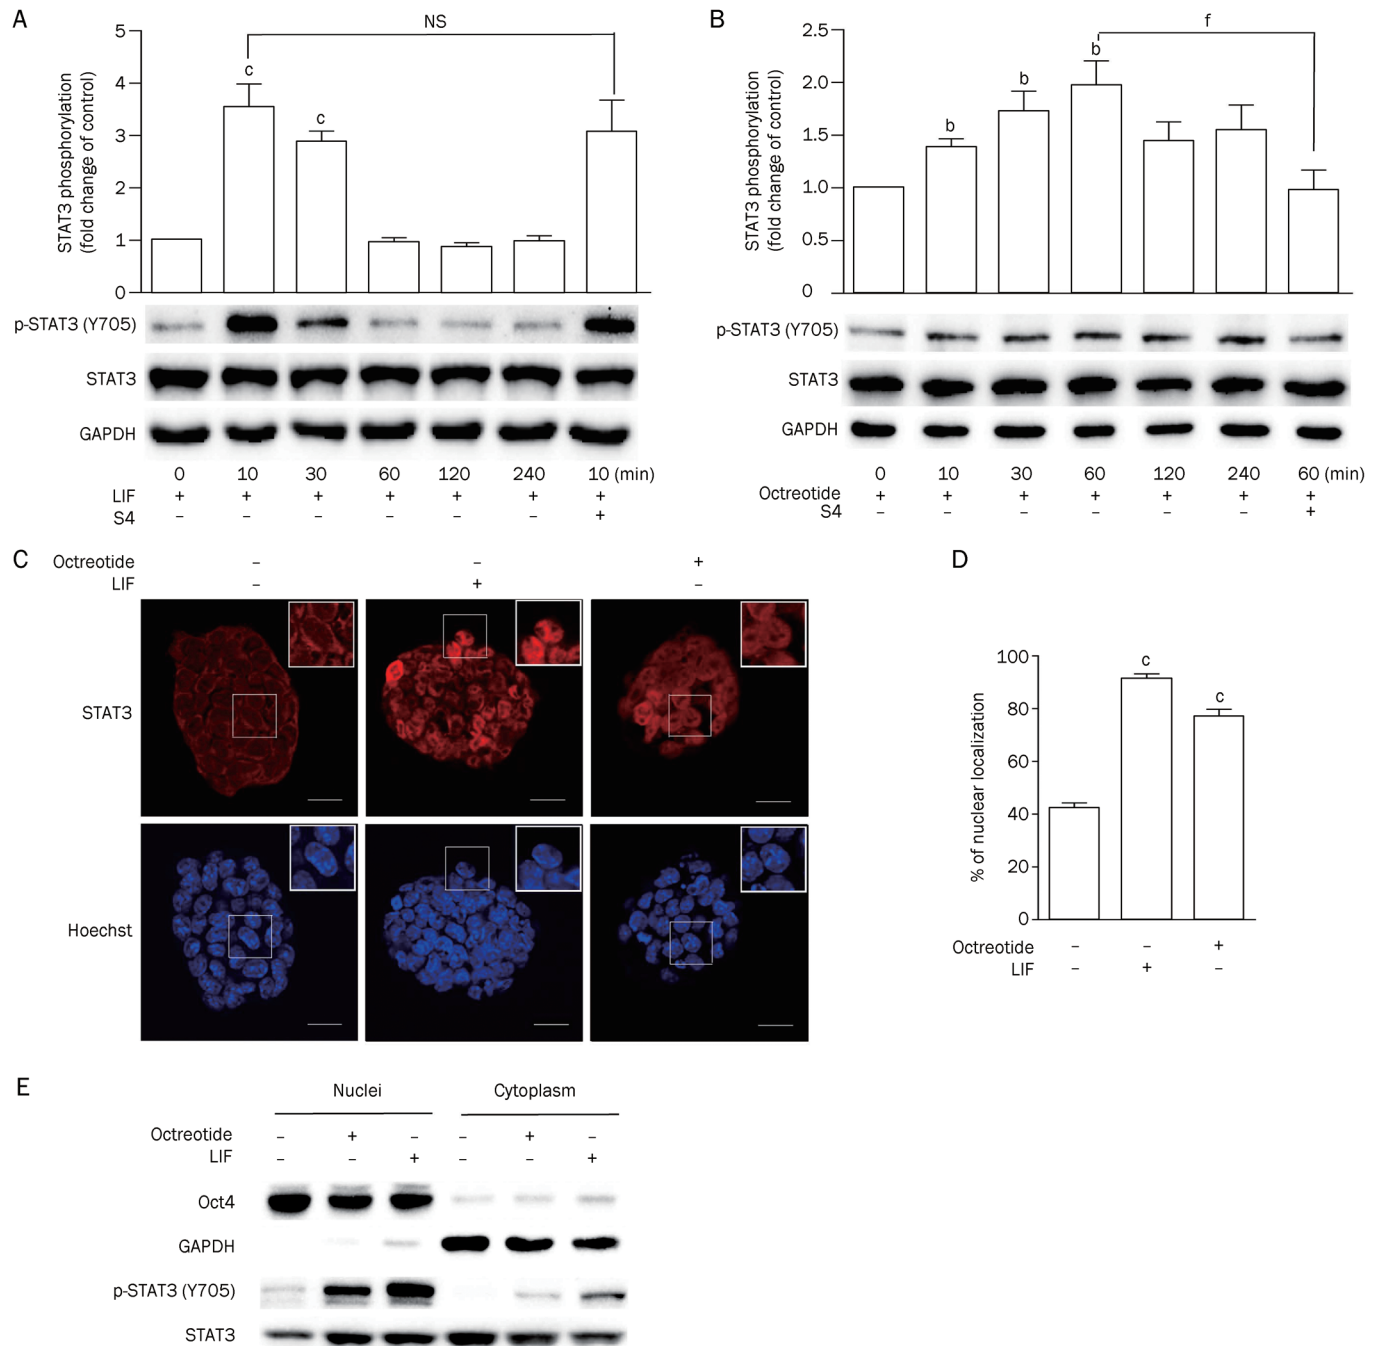 A
STAT3 phosphorylation
(fold change of control)
5
4
3
2
1
0
NS
c
c
p-STAT3 (Y705)
STAT3
GAPDH
0 10 30 60 120 240 10 (min)
LIF + + + + + + +
S4 – – – – – – +
B
STAT3 phosphorylation
(fold change of control)
2.5
2.0
1.5
1.0
0.5
0
f
b
b
b
p-STAT3 (Y705)
STAT3
GAPDH
0 10 30 60 120 240 60 (min)
Octreotide + + + + + + +
S4 – – – – – – +
C
Octreotide – – +
LIF – + –
STAT3
Hoechst
D
% of nuclear localization
100
80
60
40
20
0
c
c
Octreotide – – +
LIF – + –
E
Nuclei Cytoplasm
Octreotide – + – – + –
LIF – – + – – +
Oct4
GAPDH
p-STAT3 (Y705)
STAT3